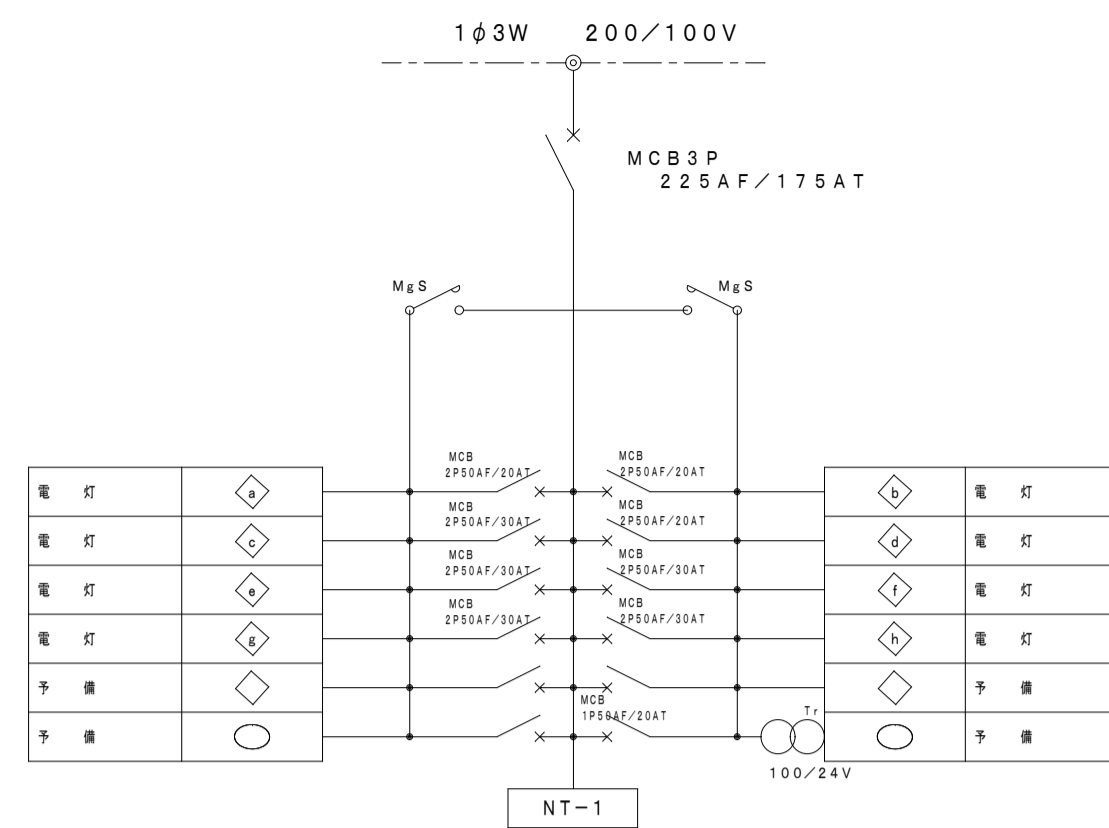 1φ3W 200/100V
MCB3P
225AF/175AT
MgS MgS
MCB MCB
2P50AF/20AT 2P50AF/20AT
電灯 a b 電灯
MCB MCB
2P50AF/30AT 2P50AF/20AT
電灯 c d 電灯
MCB MCB
2P50AF/30AT 2P50AF/30AT
電灯 e f 電灯
MCB MCB
2P50AF/30AT 2P50AF/30AT
電灯 g h 電灯
予備 予備
MCB
1P50AF/20AT Tr
予備 予備
100/24V
NT-1